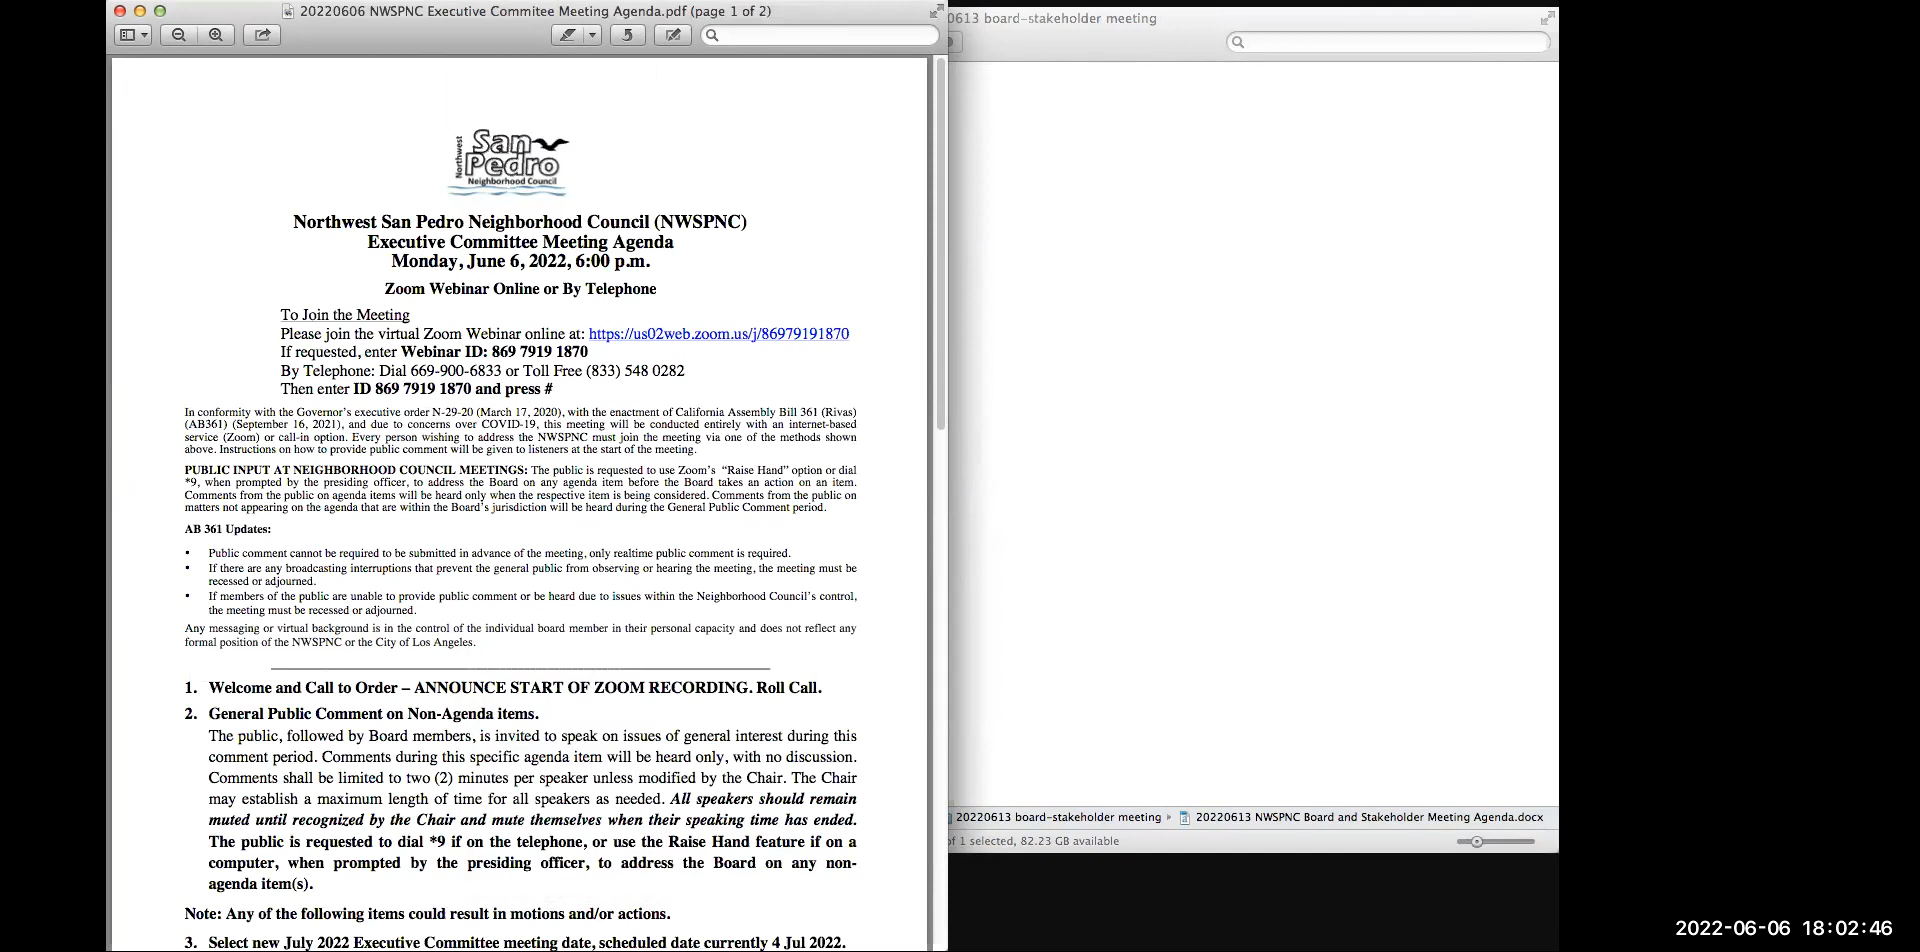 20220606 NWSPNC Executive Commitee Meeting Agenda.pdf (page 1 of 2)
0613 board-stakeholder meeting
Northwest
San
Pedro
Neighborhood Council
Northwest San Pedro Neighborhood Council (NWSPNC)
Executive Committee Meeting Agenda
Monday, June 6, 2022, 6:00 p.m.
Zoom Webinar Online or By Telephone
To Join the Meeting
Please join the virtual Zoom Webinar online at: https://us02web.zoom.us/j/86979191870
If requested, enter Webinar ID: 869 7919 1870
By Telephone: Dial 669-900-6833 or Toll Free (833) 548 0282
Then enter ID 869 7919 1870 and press #
In conformity with the Governor's executive order N-29-20 (March 17, 2020), with the enactment of California Assembly Bill 361 (Rivas)
(AB361) (September 16, 2021), and due to concerns over COVID-19, this meeting will be conducted entirely with an internet-based
service (Zoom) or call-in option. Every person wishing to address the NWSPNC must join the meeting via one of the methods shown
above. Instructions on how to provide public comment will be given to listeners at the start of the meeting.
PUBLIC INPUT AT NEIGHBORHOOD COUNCIL MEETINGS: The public is requested to use Zoom's “Raise Hand” option or dial
*9, when prompted by the presiding officer, to address the Board on any agenda item before the Board takes an action on an item.
Comments from the public on agenda items will be heard only when the respective item is being considered. Comments from the public on
matters not appearing on the agenda that are within the Board's jurisdiction will be heard during the General Public Comment period.
AB 361 Updates:
• Public comment cannot be required to be submitted in advance of the meeting, only realtime public comment is required.
• If there are any broadcasting interruptions that prevent the general public from observing or hearing the meeting, the meeting must be
recessed or adjourned.
• If members of the public are unable to provide public comment or be heard due to issues within the Neighborhood Council's control,
the meeting must be recessed or adjourned.
Any messaging or virtual background is in the control of the individual board member in their personal capacity and does not reflect any
formal position of the NWSPNC or the City of Los Angeles.
1. Welcome and Call to Order – ANNOUNCE START OF ZOOM RECORDING. Roll Call.
2. General Public Comment on Non-Agenda items.
The public, followed by Board members, is invited to speak on issues of general interest during this
comment period. Comments during this specific agenda item will be heard only, with no discussion.
Comments shall be limited to two (2) minutes per speaker unless modified by the Chair. The Chair
may establish a maximum length of time for all speakers as needed. All speakers should remain
muted until recognized by the Chair and mute themselves when their speaking time has ended.
The public is requested to dial *9 if on the telephone, or use the Raise Hand feature if on a
computer, when prompted by the presiding officer, to address the Board on any non-
agenda item(s).
Note: Any of the following items could result in motions and/or actions.
3. Select new July 2022 Executive Committee meeting date, scheduled date currently 4 Jul 2022.
20220613 board-stakeholder meeting ▸ 20220613 NWSPNC Board and Stakeholder Meeting Agenda.docx
of 1 selected, 82.23 GB available
2022-06-06 18:02:46